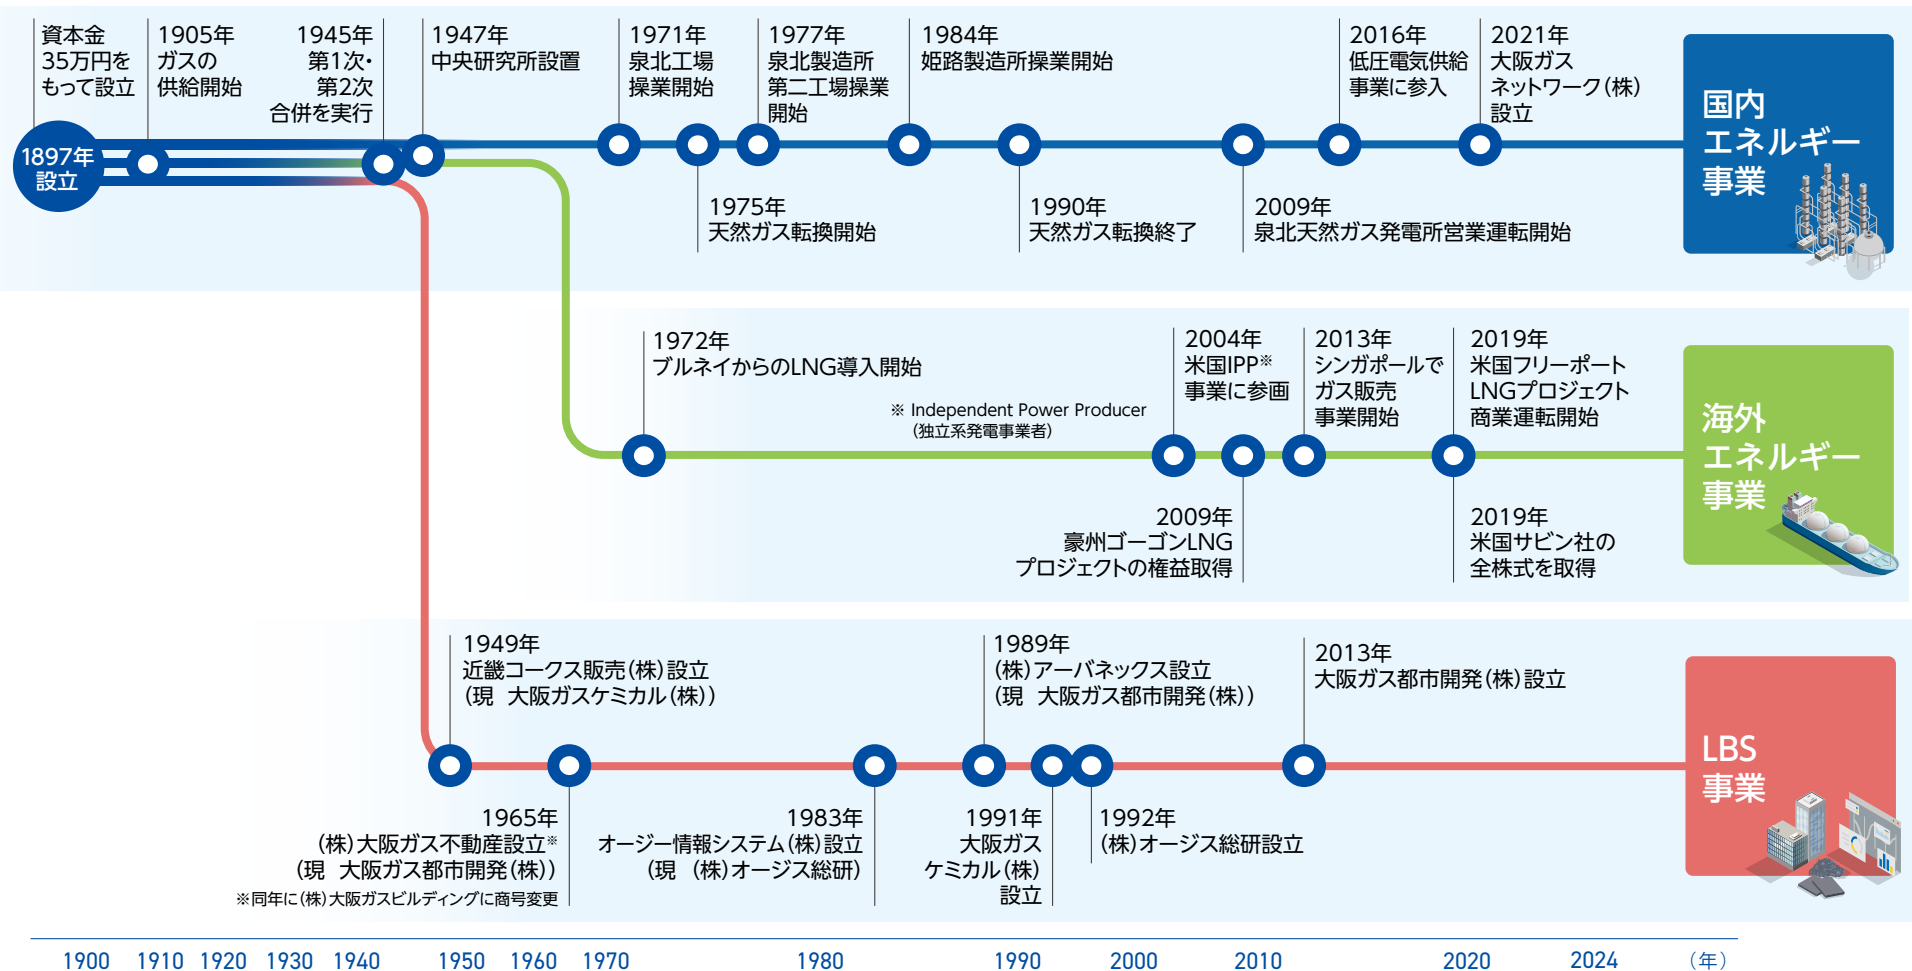 資本金
35万円を
もって設立
1905年
ガスの
供給開始
1945年
第1次・
第2次
合併を実行
1947年
中央研究所設置
1971年
泉北工場
操業開始
1977年
泉北製造所
第二工場操業
開始
1984年
姫路製造所操業開始
2016年
低圧電気供給
事業に参入
2021年
大阪ガス
ネットワーク(株)
設立
1897年
設立
1975年
天然ガス転換開始
1990年
天然ガス転換終了
2009年
泉北天然ガス発電所営業運転開始
国内
エネルギー
事業
1972年
ブルネイからのLNG導入開始
※ Independent Power Producer
(独立系発電事業者)
2004年
米国IPP※
事業に参画
2013年
シンガポールで
ガス販売
事業開始
2019年
米国フリーポート
LNGプロジェクト
商業運転開始
2009年
豪州ゴーゴンLNG
プロジェクトの権益取得
2019年
米国サビン社の
全株式を取得
海外
エネルギー
事業
1949年
近畿コークス販売(株)設立
(現 大阪ガスケミカル(株))
1989年
(株)アーバネックス設立
(現 大阪ガス都市開発(株))
2013年
大阪ガス都市開発(株)設立
1965年
(株)大阪ガス不動産設立※
(現 大阪ガス都市開発(株))
※同年に(株)大阪ガスビルディングに商号変更
1983年
オージー情報システム(株)設立
(現 (株)オージス総研)
1991年
大阪ガス
ケミカル(株)
設立
1992年
(株)オージス総研設立
LBS
事業
1900 1910 1920 1930 1940 1950 1960 1970 1980 1990 2000 2010 2020 2024 (年)